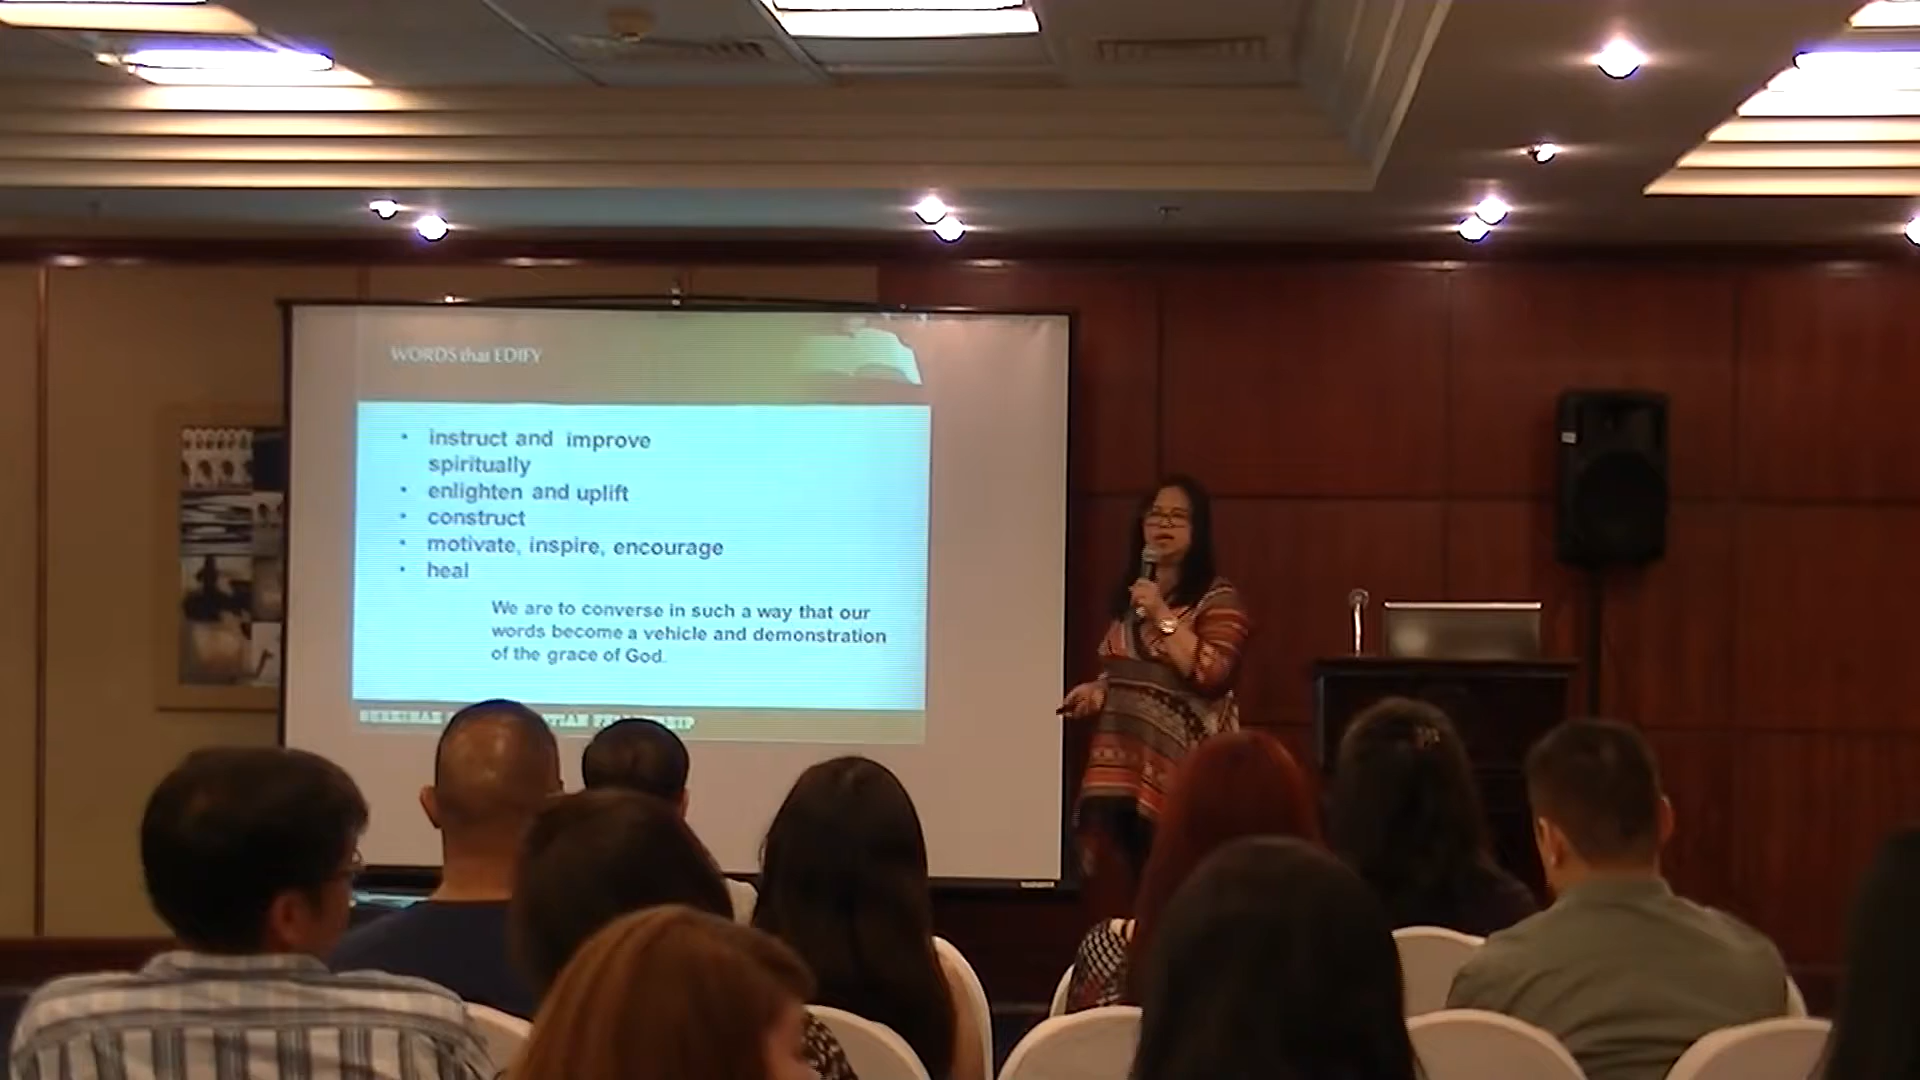 WORDS that EDIFY
• instruct and improve
spiritually
• enlighten and uplift
• construct
• motivate, inspire, encourage
• heal
We are to converse in such a way that our
words become a vehicle and demonstration
of the grace of God.